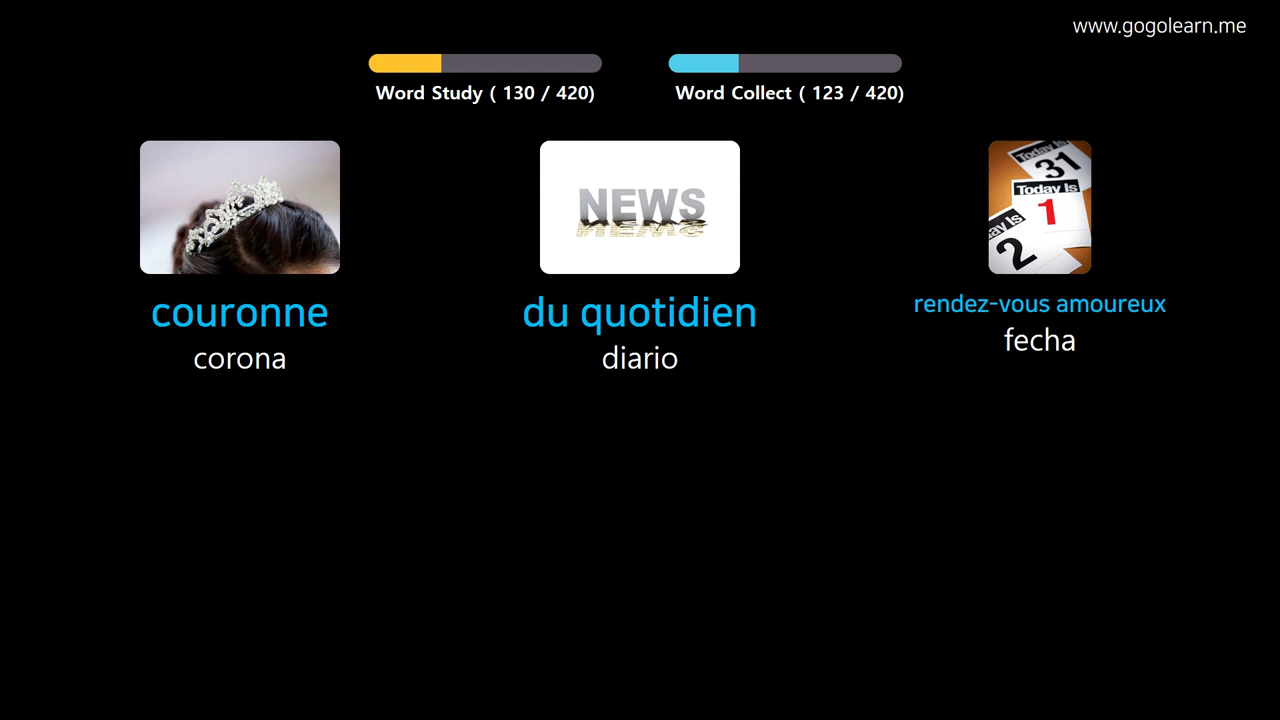 www.gogolearn.me
Word Study ( 130 / 420)
Word Collect ( 123 / 420)
NEWS
Today Is
31
Today Is
1
ay Is
2
couronne
corona
du quotidien
diario
rendez-vous amoureux
fecha